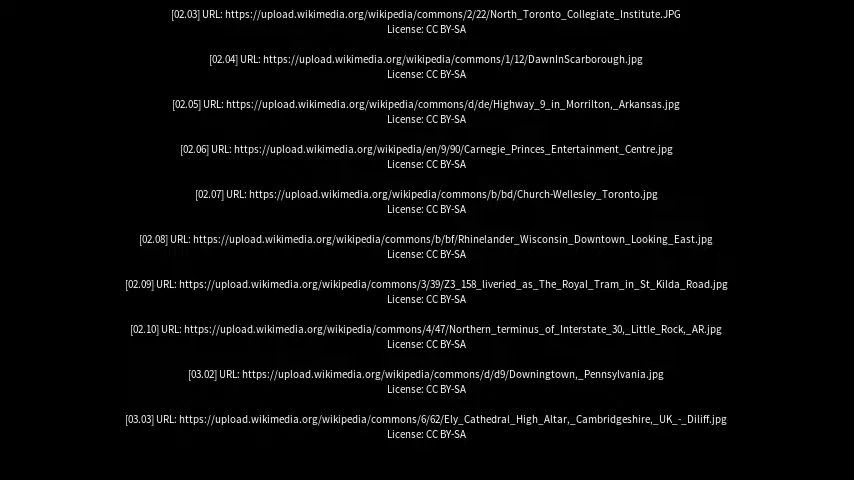 [02.03] URL: https://upload.wikimedia.org/wikipedia/commons/2/22/North_Toronto_Collegiate_Institute.JPG
License: CC BY-SA
[02.04] URL: https://upload.wikimedia.org/wikipedia/commons/1/12/DawnInScarborough.jpg
License: CC BY-SA
[02.05] URL: https://upload.wikimedia.org/wikipedia/commons/d/de/Highway_9_in_Morrilton,_Arkansas.jpg
License: CC BY-SA
[02.06] URL: https://upload.wikimedia.org/wikipedia/en/9/90/Carnegie_Princes_Entertainment_Centre.jpg
License: CC BY-SA
[02.07] URL: https://upload.wikimedia.org/wikipedia/commons/b/bd/Church-Wellesley_Toronto.jpg
License: CC BY-SA
[02.08] URL: https://upload.wikimedia.org/wikipedia/commons/b/bf/Rhinelander_Wisconsin_Downtown_Looking_East.jpg
License: CC BY-SA
[02.09] URL: https://upload.wikimedia.org/wikipedia/commons/3/39/Z3_158_liveried_as_The_Royal_Tram_in_St_Kilda_Road.jpg
License: CC BY-SA
[02.10] URL: https://upload.wikimedia.org/wikipedia/commons/4/47/Northern_terminus_of_Interstate_30,_Little_Rock,_AR.jpg
License: CC BY-SA
[03.02] URL: https://upload.wikimedia.org/wikipedia/commons/d/d9/Downingtown,_Pennsylvania.jpg
License: CC BY-SA
[03.03] URL: https://upload.wikimedia.org/wikipedia/commons/6/62/Ely_Cathedral_High_Altar,_Cambridgeshire,_UK_-_Diliff.jpg
License: CC BY-SA